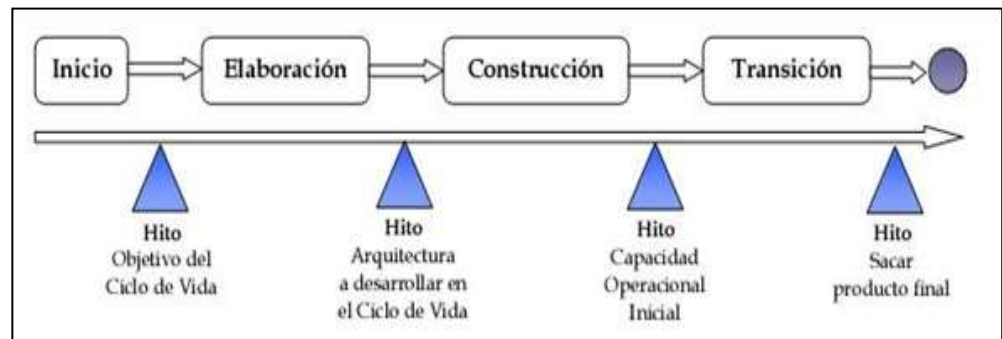 Inicio
Elaboración
Construcción
Transición
Hito
Objetivo del
Ciclo de Vida
Hito
Arquitectura
a desarrollar en
el Ciclo de Vida
Hito
Capacidad
Operacional
Inicial
Hito
Sacar
producto final